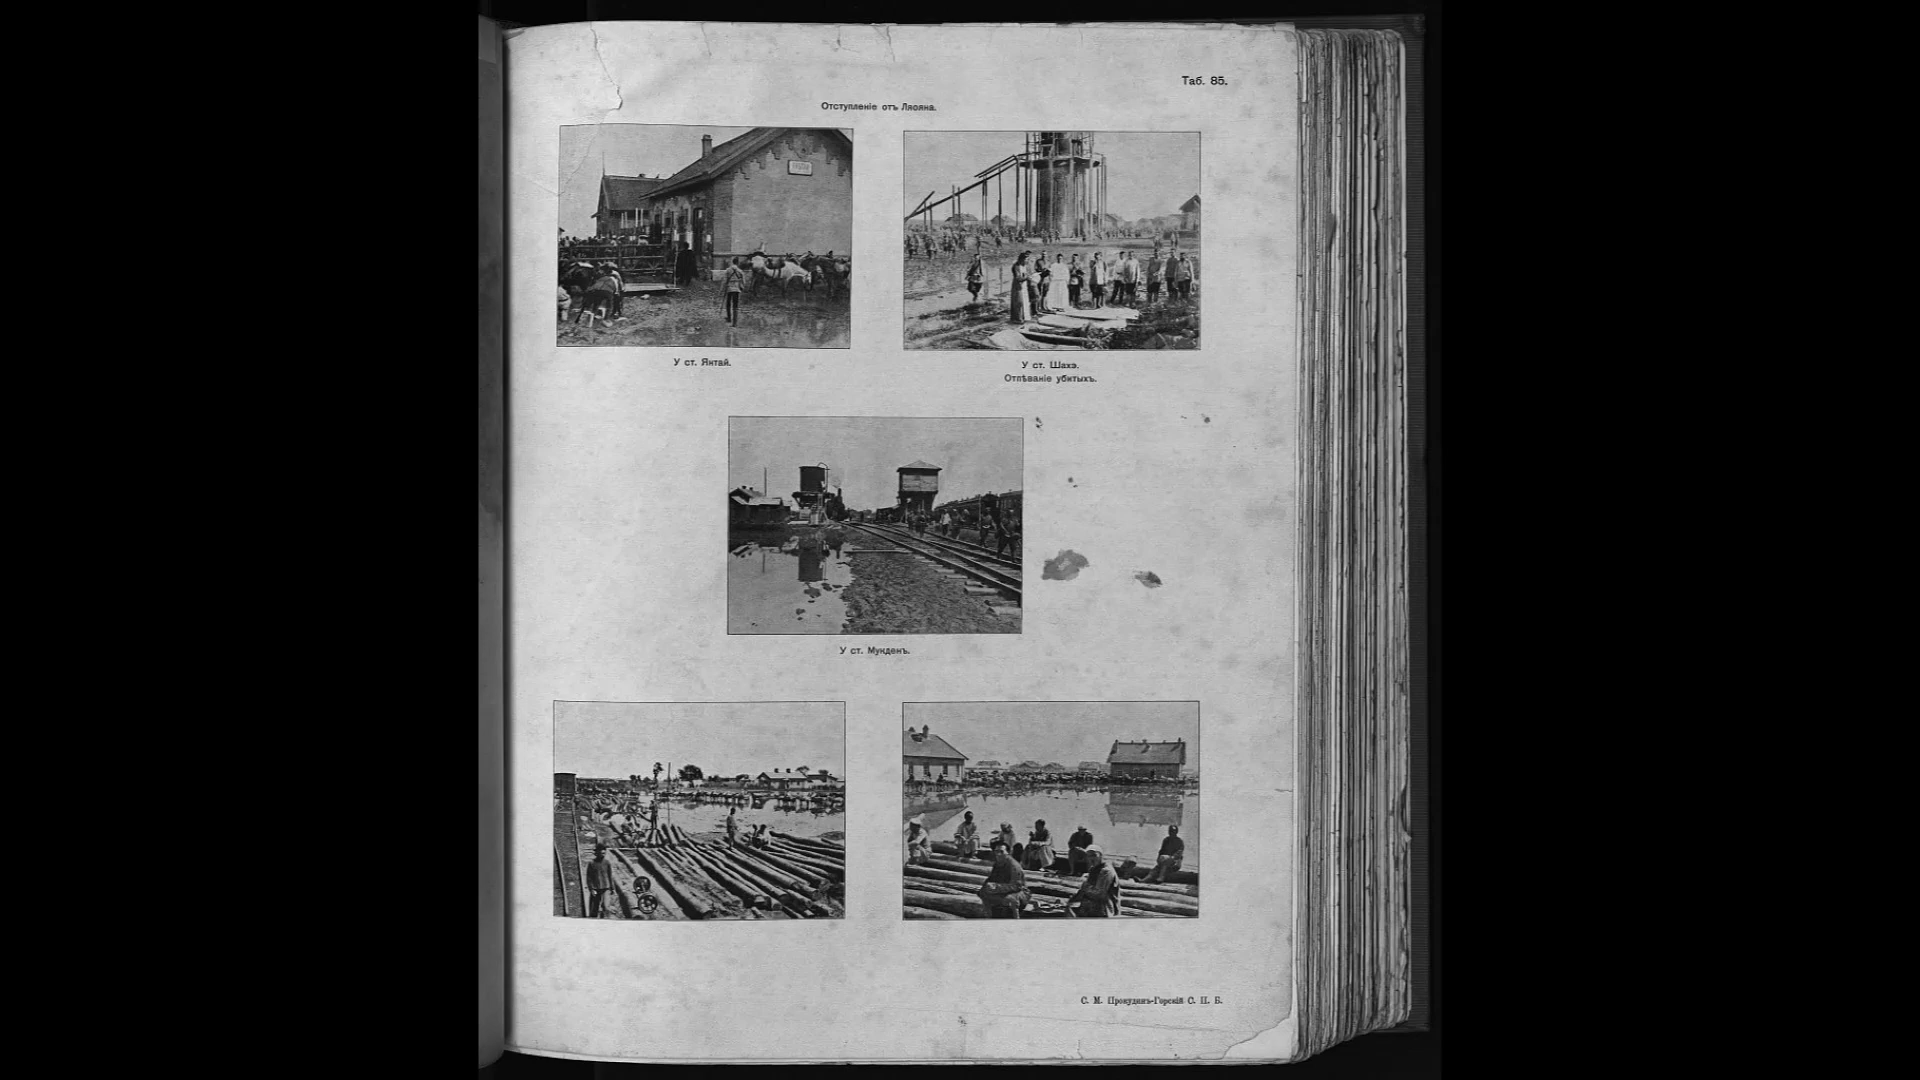 Таб. 85.
Отступленіе отъ Ляояна.
У ст. Янтай.
У ст. Шахэ.
Отпѣваніе убитыхъ.
У ст. Мукденъ.
С. М. Прокудинъ-Горскій С. П. Б.